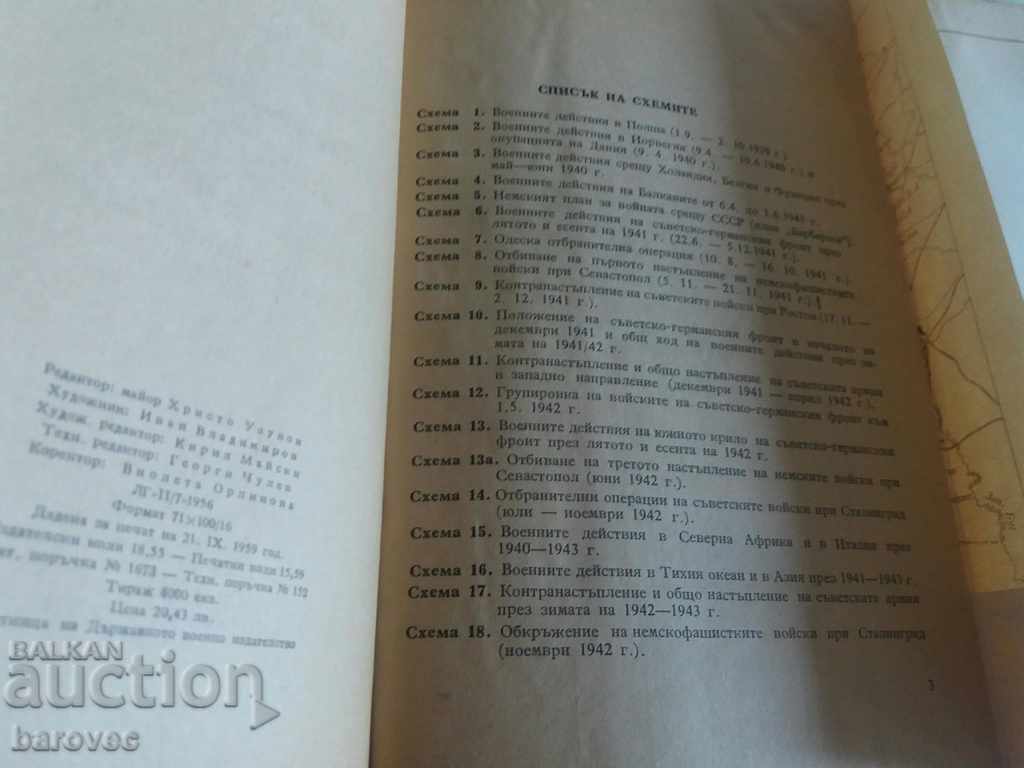 Редактор: майор Христо Узунов
Художник: Иван Владимиров
Худож. редактор: Кирил Майски
Техн. редактор: Георги Чулев
Коректор: Виолета Орлинова
ЛГ-II/7-1956
Формат 71×100/16
Дадена за печат на 21. IX. 1959 год.
Издателски коли 18,55 — Печатни коли 15,59
поръчка № 1673 — Техн. поръчка № 152
Тираж 4000 екз.
Цена 20,43 лв.
на Държавното военно издателство
СПИСЪК НА СХЕМИТЕ
Схема 1. Военните действия в Полша (1.9. — 2. 10.1939 г.)
Схема 2. Военните действия в Норвегия (9.4. — 10.6 1940 г.) и
окупацията на Дания (9. 4. 1940 г.).
Схема 3. Военните действия срещу Холандия, Белгия и Франция през
май—юни 1940 г.
Схема 4. Военните действия на Балканите от 6.4. до 1.6 1941 г.
Схема 5. Немският план за войната срещу СССР (план „Барбароса“).
Схема 6. Военните действия на съветско-германския фронт през
лятото и есента на 1941 г. (22.6. — 5.12.1941 г.).
Схема 7. Одеска отбранителна операция (10. 8. — 16. 10. 1941 г.)
Схема 8. Отбиване на първото настъпление на немскофашистките
войски при Севастопол (5. 11. — 21. 11. 1941 г.).
Схема 9. Контранастъпление на съветските войски при Ростов (17. 11. —
2. 12. 1941 г.).
Схема 10. Положение на съветско-германския фронт в началото на
декември 1941 и общ ход на военните действия през зи-
мата на 1941/42 г.
Схема 11. Контранастъпление и общо настъпление на съветската армия
в западно направление (декември 1941 — април 1942 г.).
Схема 12. Групировка на войските на съветско-германския фронт към
1.5. 1942 г.
Схема 13. Военните действия на южното крило на съветско-германския
фронт през лятото и есента на 1942 г.
Схема 13а. Отбиване на третото настъпление на немските войски при
Севастопол (юни 1942 г.).
Схема 14. Отбранителни операции на съветските войски при Сталинград
(юли — ноември 1942 г.).
Схема 15. Военните действия в Северна Африка и в Италия през
1940—1943 г.
Схема 16. Военните действия в Тихия океан и в Азия през 1941—1943 г.
Схема 17. Контранастъпление и общо настъпление на съветската армия
през зимата на 1942—1943 г.
Схема 18. Обкръжение на немскофашистките войски при Сталинград
(ноември 1942 г.).
3
BALKAN
auction
barovec